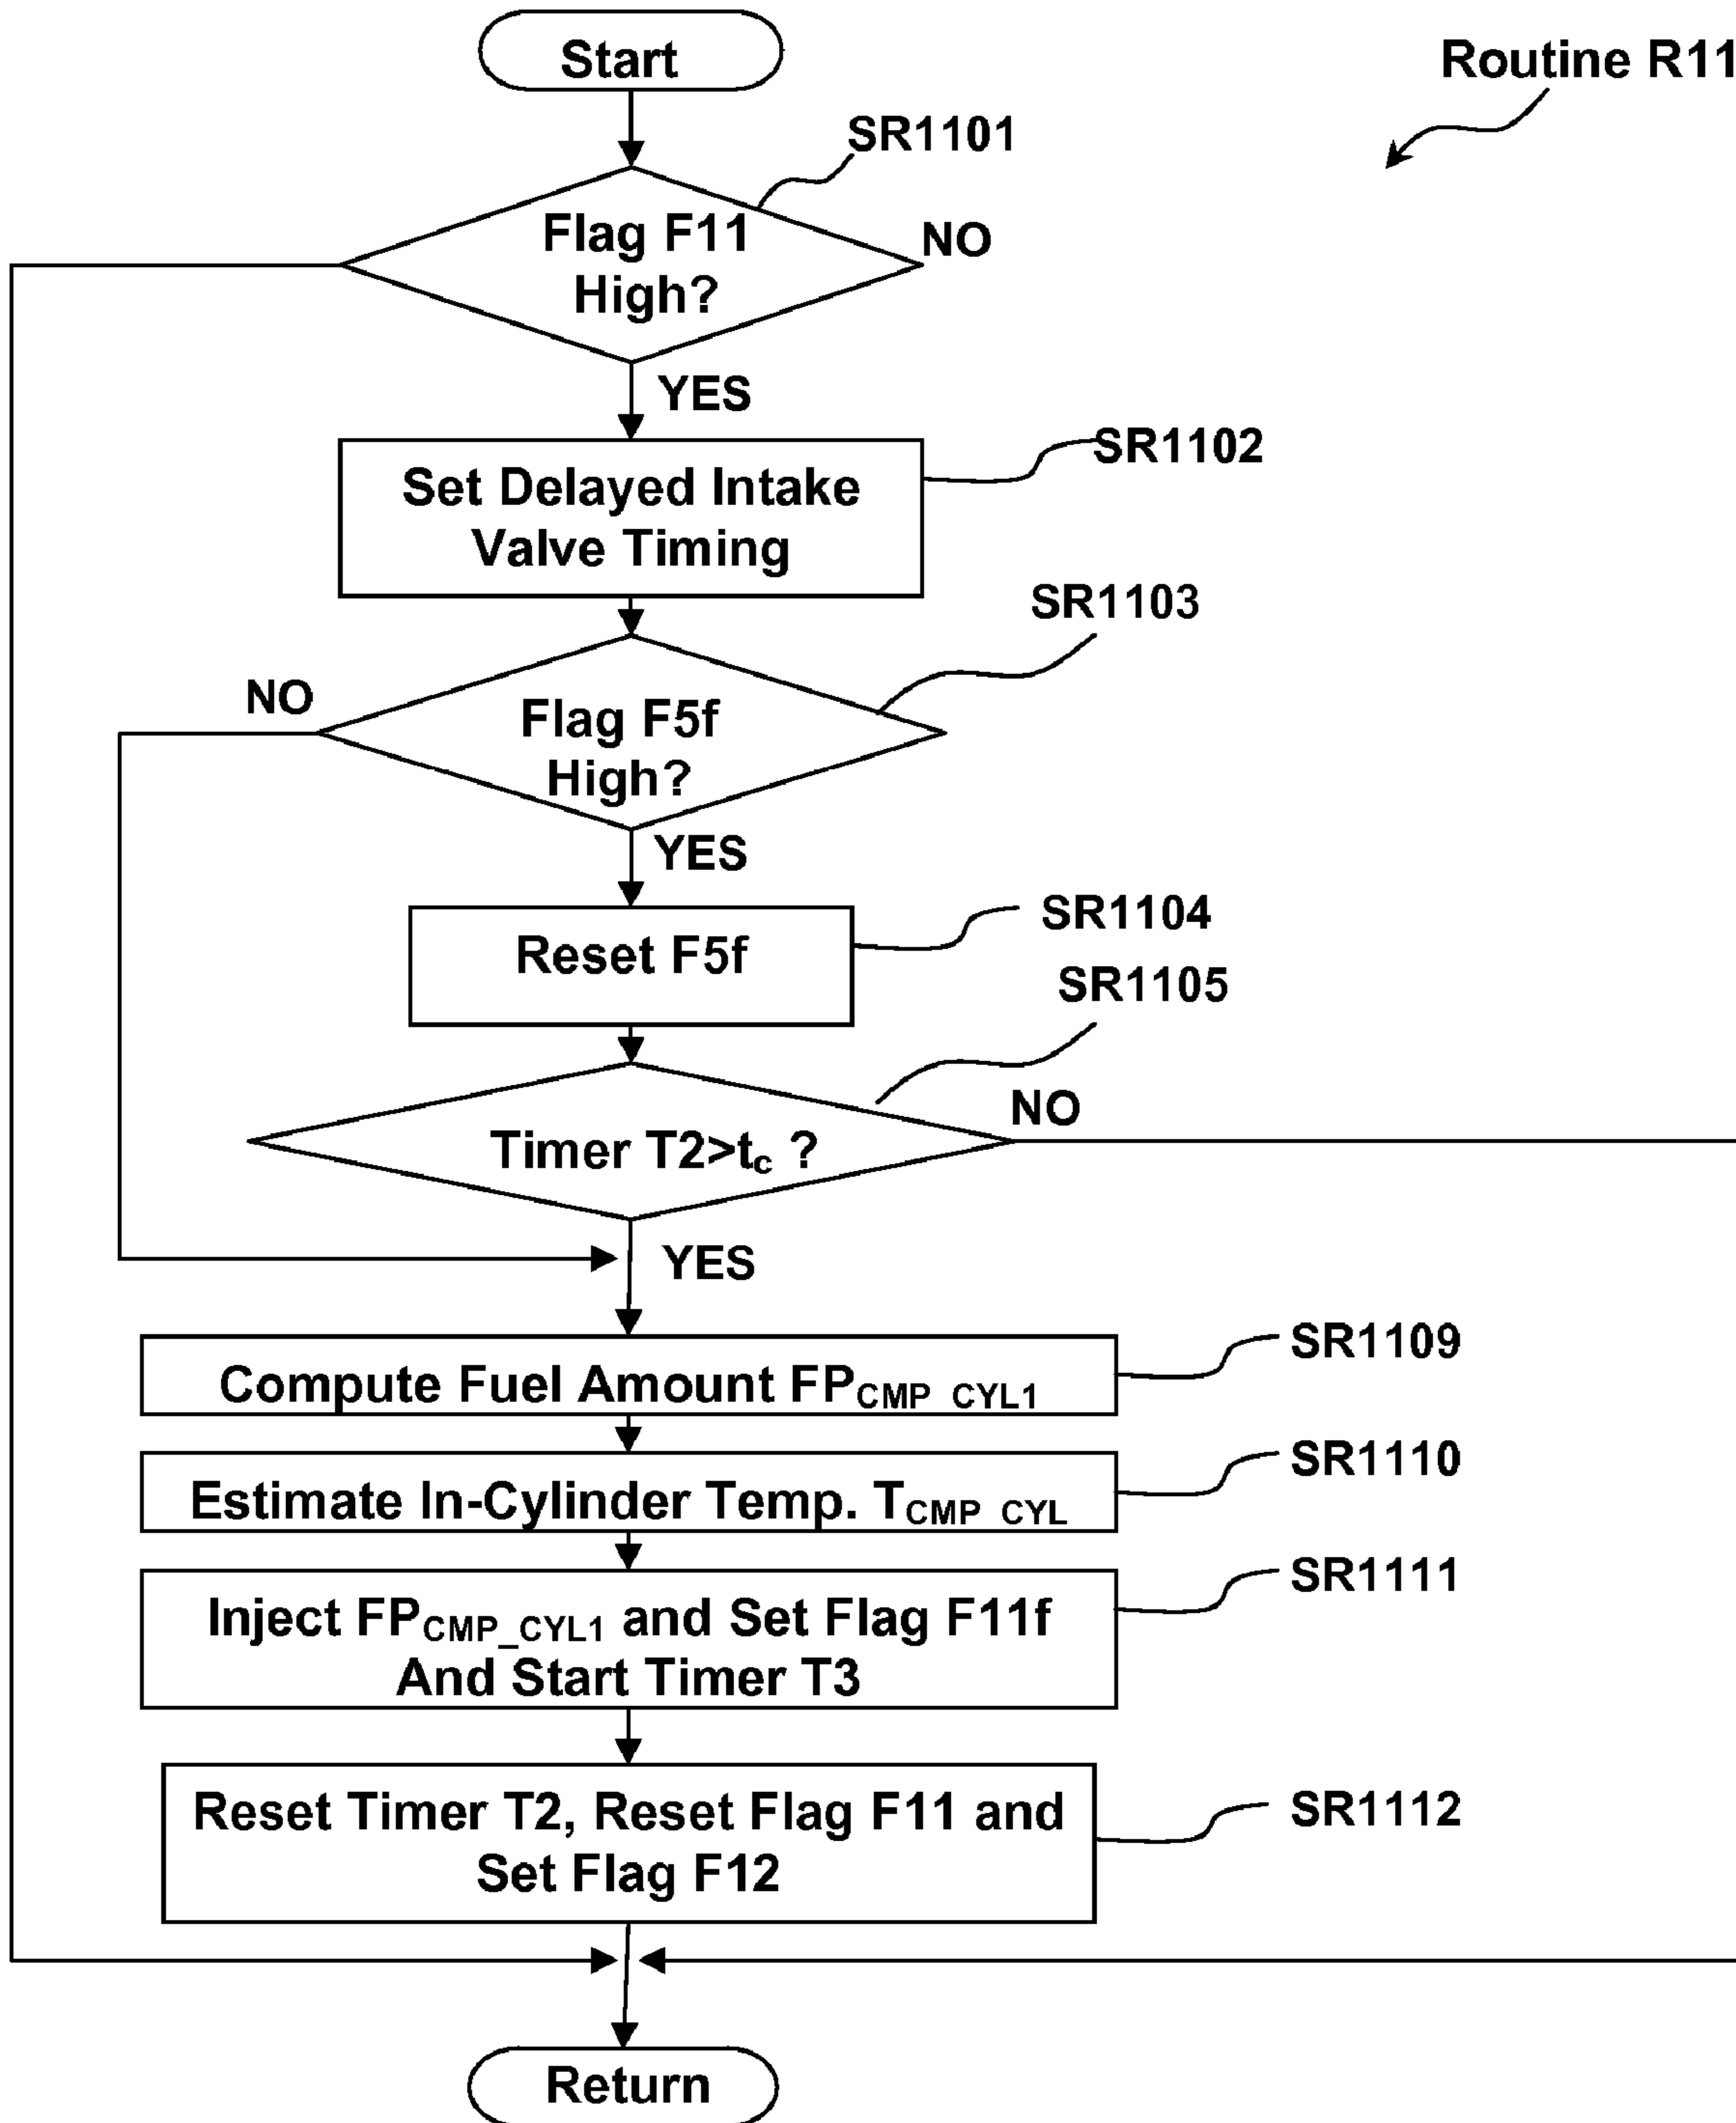 Start
Routine R11
SR1101
Flag F11
High?
NO
YES
SR1102
Set Delayed Intake
Valve Timing
SR1103
NO
Flag F5f
High?
YES
SR1104
Reset F5f
SR1105
NO
Timer T2>tc ?
YES
SR1109
Compute Fuel Amount FPCMP_CYL1
SR1110
Estimate In-Cylinder Temp. TCMP_CYL
SR1111
Inject FPCMP_CYL1 and Set Flag F11f
And Start Timer T3
Reset Timer T2, Reset Flag F11 and
Set Flag F12
SR1112
Return